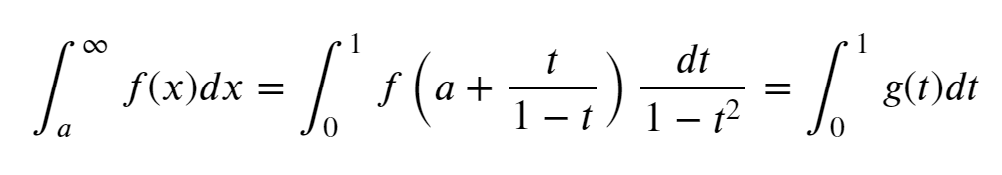 ∫_a^∞ f(x)dx = ∫_0^1 f(a + t/(1 − t)) dt/(1 − t²) = ∫_0^1 g(t)dt